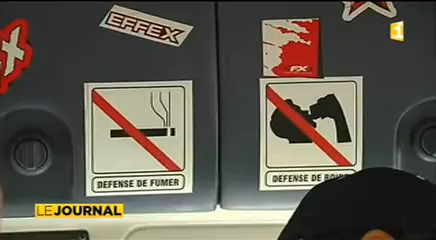 EFFEX
FX
1
DEFENSE DE FUMER
DEFENSE DE
LE JOURNAL